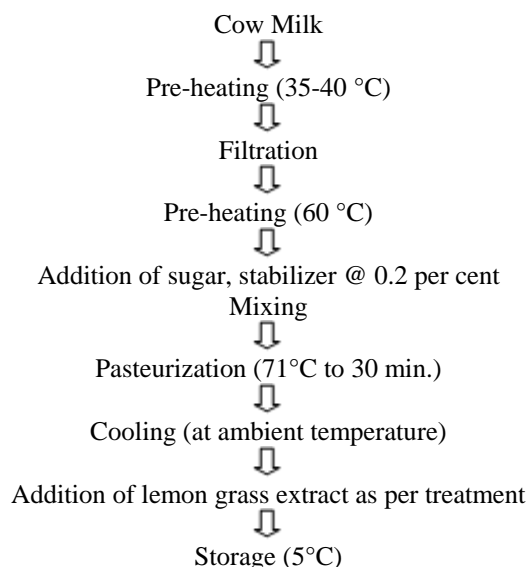 Cow Milk
Pre-heating (35-40 °C)
Filtration
Pre-heating (60 °C)
Addition of sugar, stabilizer @ 0.2 per cent
Mixing
Pasteurization (71°C to 30 min.)
Cooling (at ambient temperature)
Addition of lemon grass extract as per treatment
Storage (5°C)